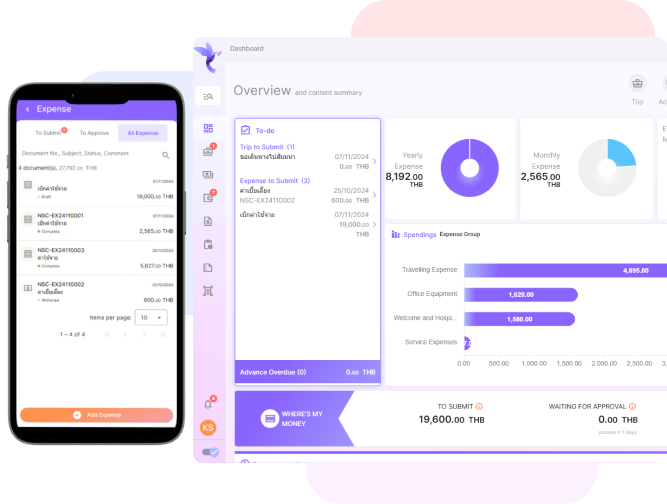 Expense
To Submit
To Approve
All Expense
Document No., Subject, Status, Comment
4 document(s), 27,792.00 THB
07/11/2024
เบิกค่าใช้จ่าย
Draft
19,000.00 THB
NSC-EX24110001
07/11/2024
เบิกค่าใช้จ่าย
Complete
2,565.00 THB
NSC-EX24110003
25/10/2024
ค่าใช้จ่าย
Complete
5,627.00 THB
NSC-EX24110002
25/10/2024
ค่าเบี้ยเลี้ยง
Withdraw
600.00 THB
Items per page: 10
1 – 4 of 4
Add Expense
Dashboard
Overview and content summary
Trip
Ad
To-do
Trip to Submit (1)
ขอเดินทางไปสัมมนา 07/11/2024
0.00 THB
Expense to Submit (2)
ค่าเบี้ยเลี้ยง 25/10/2024
NSC-EX24110002 600.00 THB
เบิกค่าใช้จ่าย 07/11/2024
19,000.00
THB
Advance Overdue (0) 0.00 THB
Yearly
Expense
8,192.00
THB
Monthly
Expense
2,565.00
THB
E
M
Spendings Expense Group
Travelling Expense 4,895.00
Office Equipment 1,620.00
Welcome and Hospi... 1,580.00
Service Expenses
0.00 500.00 1,000.00 1,500.00 2,000.00 2,500.00 3,
WHERE'S MY
MONEY
TO SUBMIT
19,600.00 THB
WAITING FOR APPROVAL
0.00 THB
process in 1 Days
KS